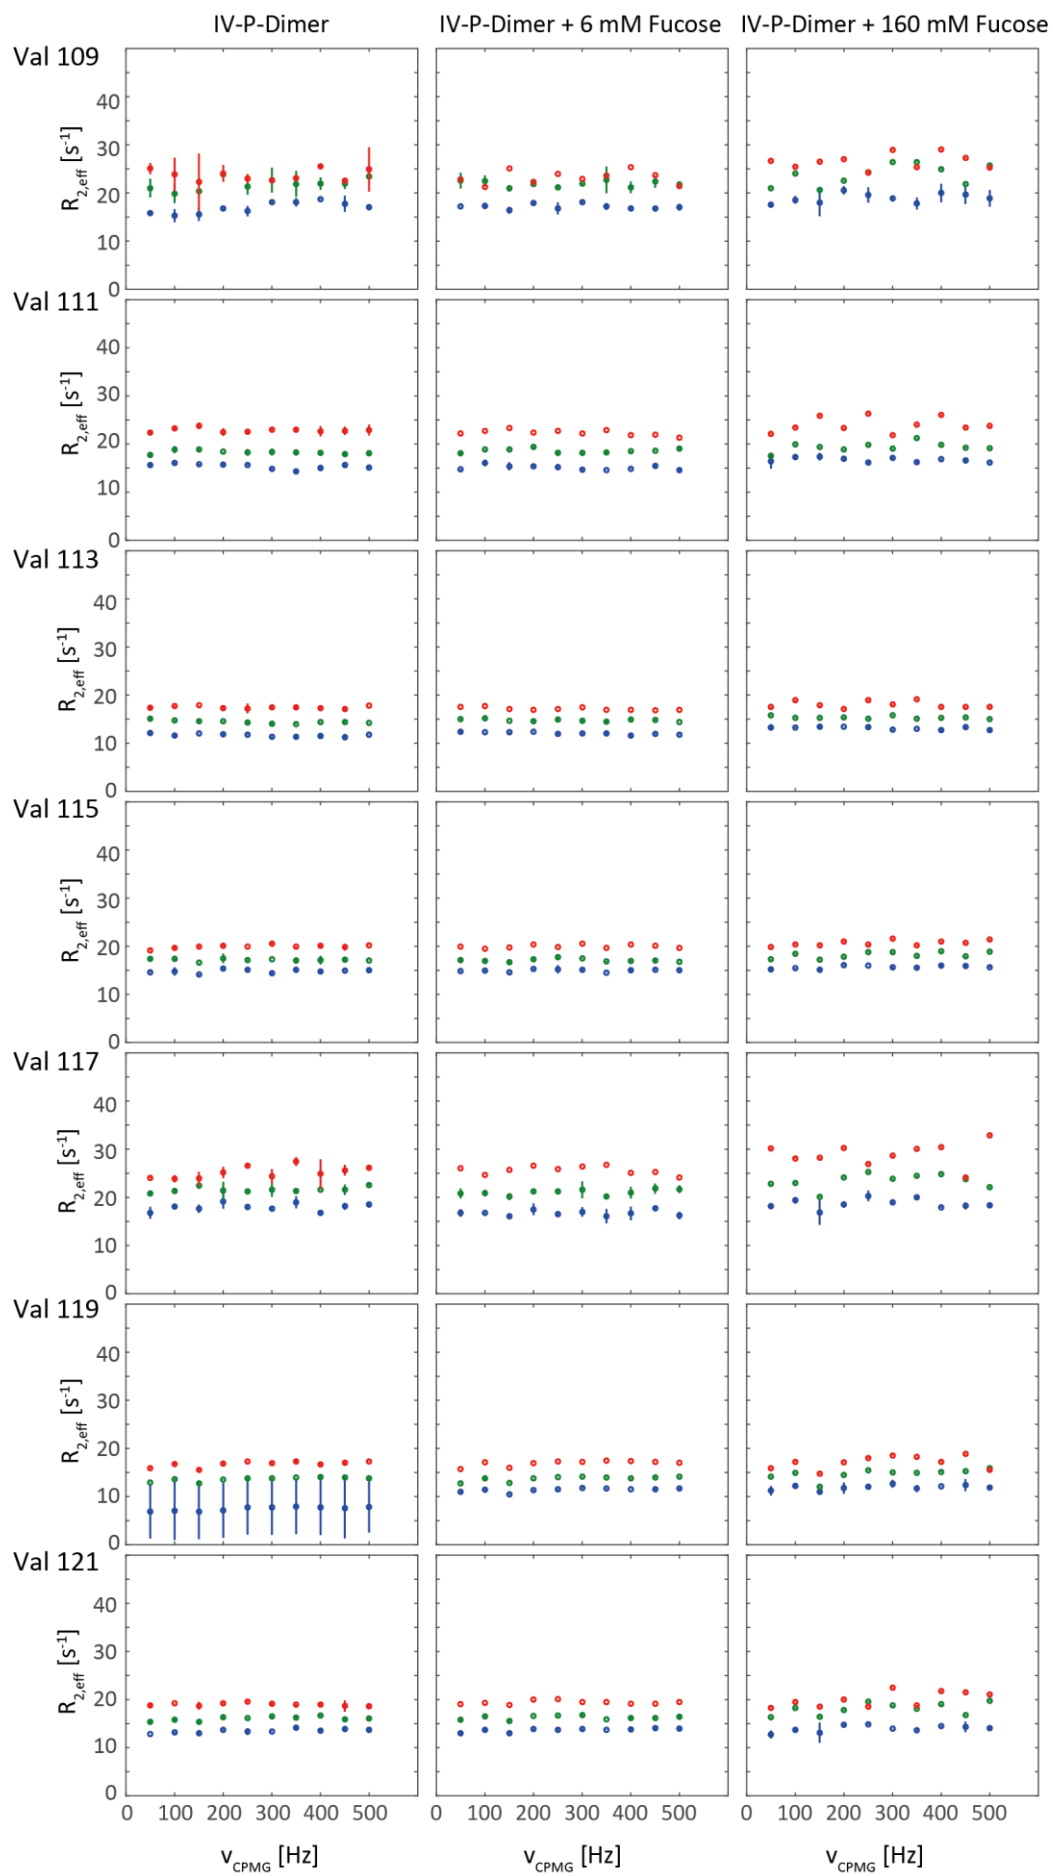 IV-P-Dimer IV-P-Dimer + 6 mM Fucose IV-P-Dimer + 160 mM Fucose
Val 109
40
30
20
10
0
R2,eff [s-1]
Val 111
40
30
20
10
0
R2,eff [s-1]
Val 113
40
30
20
10
0
R2,eff [s-1]
Val 115
40
30
20
10
0
R2,eff [s-1]
Val 117
40
30
20
10
0
R2,eff [s-1]
Val 119
40
30
20
10
0
R2,eff [s-1]
Val 121
40
30
20
10
0
R2,eff [s-1]
0 100 200 300 400 500 0 100 200 300 400 500 0 100 200 300 400 500
vCPMG [Hz] vCPMG [Hz] vCPMG [Hz]